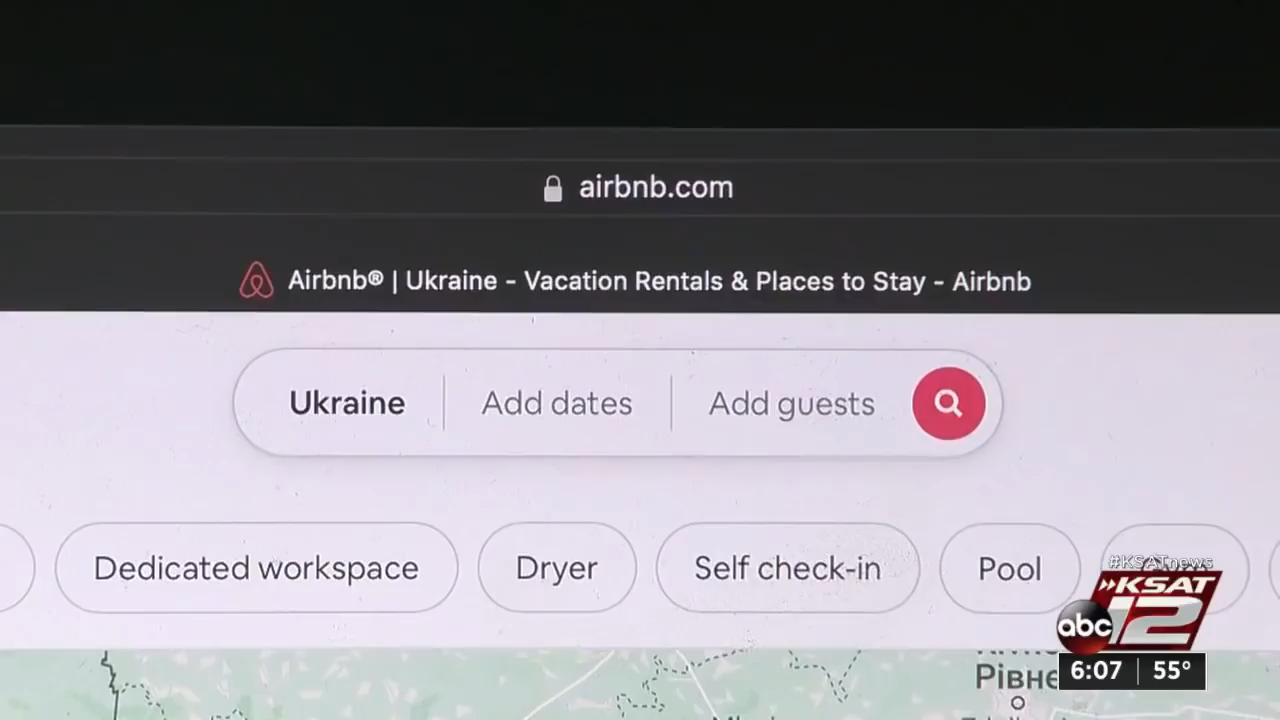 airbnb.com
Airbnb® | Ukraine - Vacation Rentals & Places to Stay - Airbnb
Ukraine
Add dates
Add guests
Dedicated workspace
Dryer
Self check-in
Pool
#KSATnews
KSAT
abc
12
6:07
55°